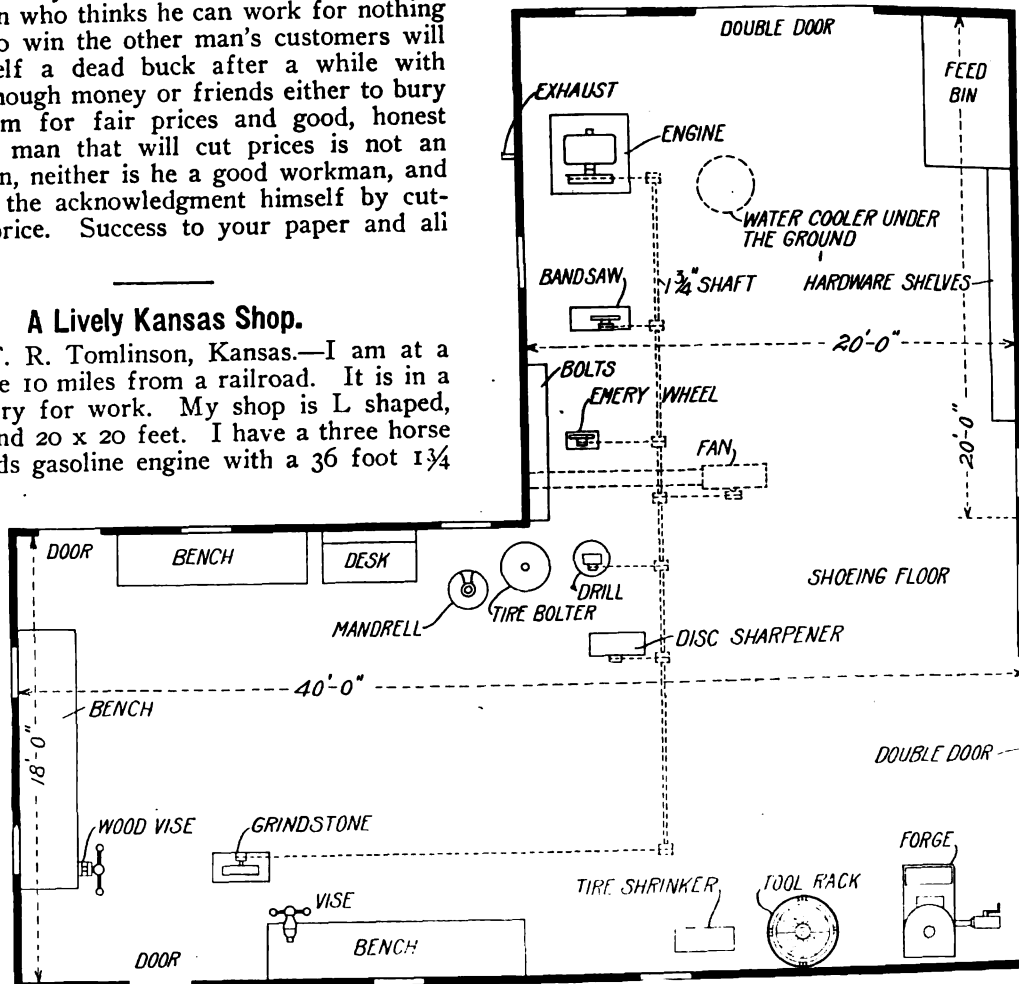 n who thinks he can work for nothing
o win the other man's customers will
elf a dead buck after a while with
nough money or friends either to bury
m for fair prices and good, honest
man that will cut prices is not an
n, neither is he a good workman, and
the acknowledgment himself by cut-
rice. Success to your paper and all
A Lively Kansas Shop.
T. R. Tomlinson, Kansas.—I am at a
e 10 miles from a railroad. It is in a
ry for work. My shop is L shaped,
nd 20 x 20 feet. I have a three horse
ds gasoline engine with a 36 foot 1¾
DOUBLE DOOR
FEED
BIN
EXHAUST
ENGINE
WATER COOLER UNDER
THE GROUND
BANDSAW
1¾" SHAFT
HARDWARE SHELVES
20'-0"
BOLTS
EMERY WHEEL
20'-0"
FAN
DOOR
BENCH
DESK
SHOEING FLOOR
DRILL
TIRE BOLTER
MANDRELL
DISC SHARPENER
40'-0"
BENCH
18'-0"
DOUBLE DOOR
WOOD VISE
GRINDSTONE
FORGE
TIRE SHRINKER
TOOL RACK
VISE
BENCH
DOOR